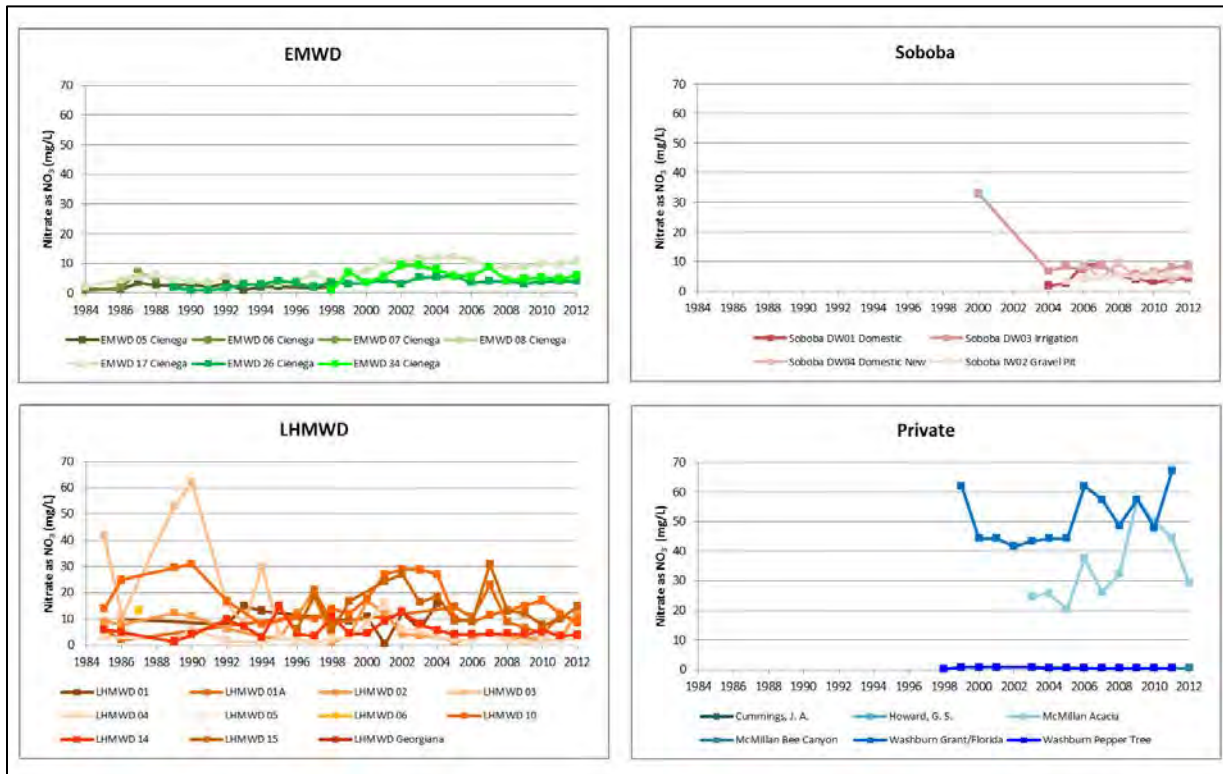 EMWD
Nitrate as NO3 (mg/L)
70
60
50
40
30
20
10
0
1984 1986 1988 1990 1992 1994 1996 1998 2000 2002 2004 2006 2008 2010 2012
EMWD 05 Cienega EMWD 06 Cienega EMWD 07 Cienega EMWD 08 Cienega
EMWD 17 Cienega EMWD 26 Cienega EMWD 34 Cienega
Soboba
Nitrate as NO3 (mg/L)
70
60
50
40
30
20
10
0
1984 1986 1988 1990 1992 1994 1996 1998 2000 2002 2004 2006 2008 2010 2012
Soboba DW01 Domestic Soboba DW03 Irrigation
Soboba DW04 Domestic New Soboba IW02 Gravel Pit
LHMWD
Nitrate as NO3 (mg/L)
70
60
50
40
30
20
10
0
1984 1986 1988 1990 1992 1994 1996 1998 2000 2002 2004 2006 2008 2010 2012
LHMWD 01 LHMWD 01A LHMWD 02 LHMWD 03
LHMWD 04 LHMWD 05 LHMWD 06 LHMWD 10
LHMWD 14 LHMWD 15 LHMWD Georgiana
Private
Nitrate as NO3 (mg/L)
70
60
50
40
30
20
10
0
1984 1986 1988 1990 1992 1994 1996 1998 2000 2002 2004 2006 2008 2010 2012
Cummings, J. A. Howard, G. S. McMillan Acacia
McMillan Bee Canyon Washburn Grant/Florida Washburn Pepper Tree